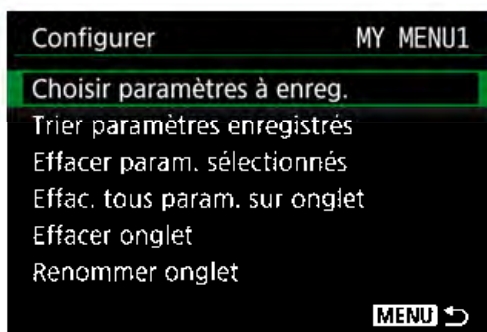 Configurer MY MENU1
Choisir paramètres à enreg.
Trier paramètres enregistrés
Effacer param. sélectionnés
Effac. tous param. sur onglet
Effacer onglet
Renommer onglet
MENU